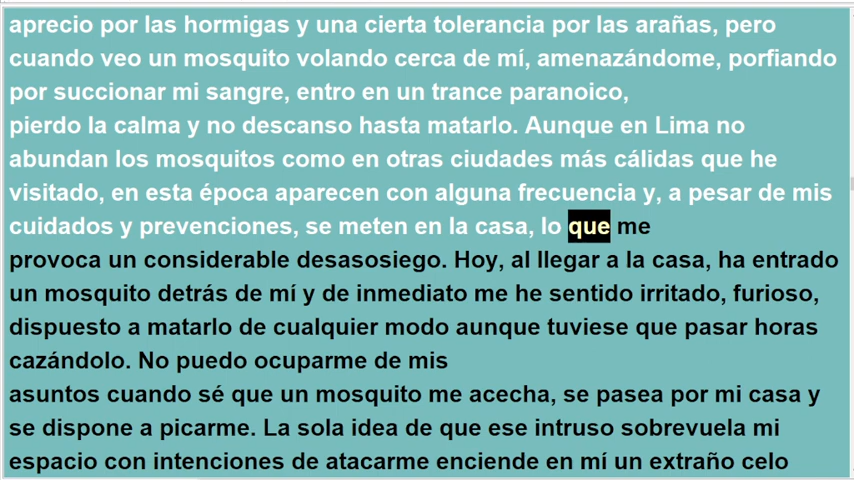 aprecio por las hormigas y una cierta tolerancia por las arañas, pero
cuando veo un mosquito volando cerca de mí, amenazándome, porfiando
por succionar mi sangre, entro en un trance paranoico,
pierdo la calma y no descanso hasta matarlo. Aunque en Lima no
abundan los mosquitos como en otras ciudades más cálidas que he
visitado, en esta época aparecen con alguna frecuencia y, a pesar de mis
cuidados y prevenciones, se meten en la casa, lo que me
provoca un considerable desasosiego. Hoy, al llegar a la casa, ha entrado
un mosquito detrás de mí y de inmediato me he sentido irritado, furioso,
dispuesto a matarlo de cualquier modo aunque tuviese que pasar horas
cazándolo. No puedo ocuparme de mis
asuntos cuando sé que un mosquito me acecha, se pasea por mi casa y
se dispone a picarme. La sola idea de que ese intruso sobrevuela mi
espacio con intenciones de atacarme enciende en mí un extraño celo